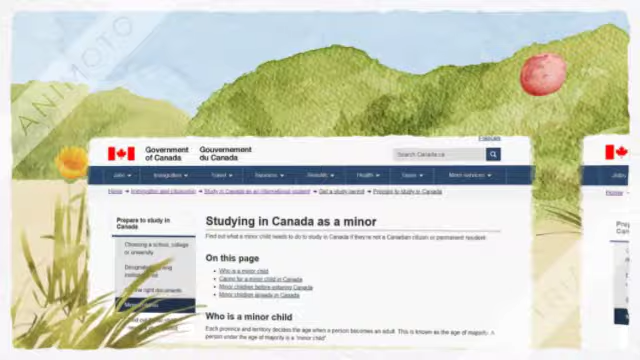 ANIMOTO
Français
Government
of Canada
Gouvernement
du Canada
Search Canada.ca
Jobs
Immigration
Travel
Business
Benefits
Health
Taxes
More services
Home
Immigration and citizenship
Study in Canada as an international student
Get a study permit
Prepare to study in Canada
Prepare to study in
Canada
Choosing a school, college
or university
the right documents
Studying in Canada as a minor
Find out what a minor child needs to do to study in Canada if they're not a Canadian citizen or permanent resident.
On this page
Who is a minor child
Caring for a minor child in Canada
Minor children before entering Canada
Minor children already in Canada
Who is a minor child
Each province and territory decides the age when a person becomes an adult. This is known as the age of majority. A
person under the age of majority is a 'minor child'
Jobs
Home